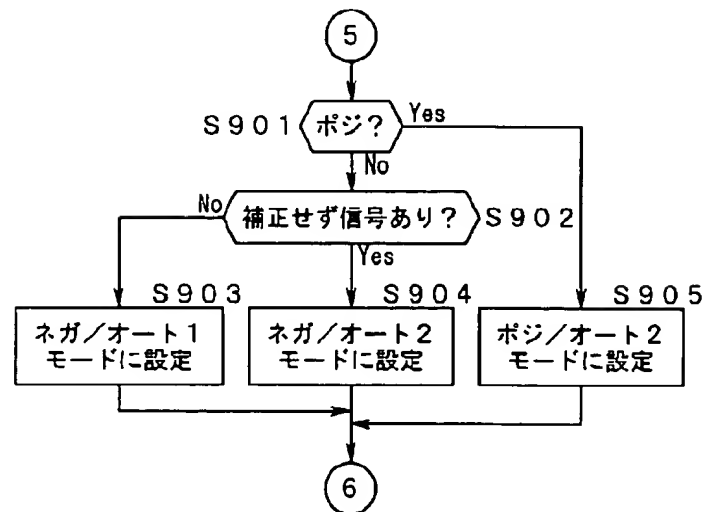 5
S901
ポジ?
Yes
No
No
補正せず信号あり?
S902
Yes
S903
S904
S905
ネガ/オート1
モードに設定
ネガ/オート2
モードに設定
ポジ/オート2
モードに設定
6